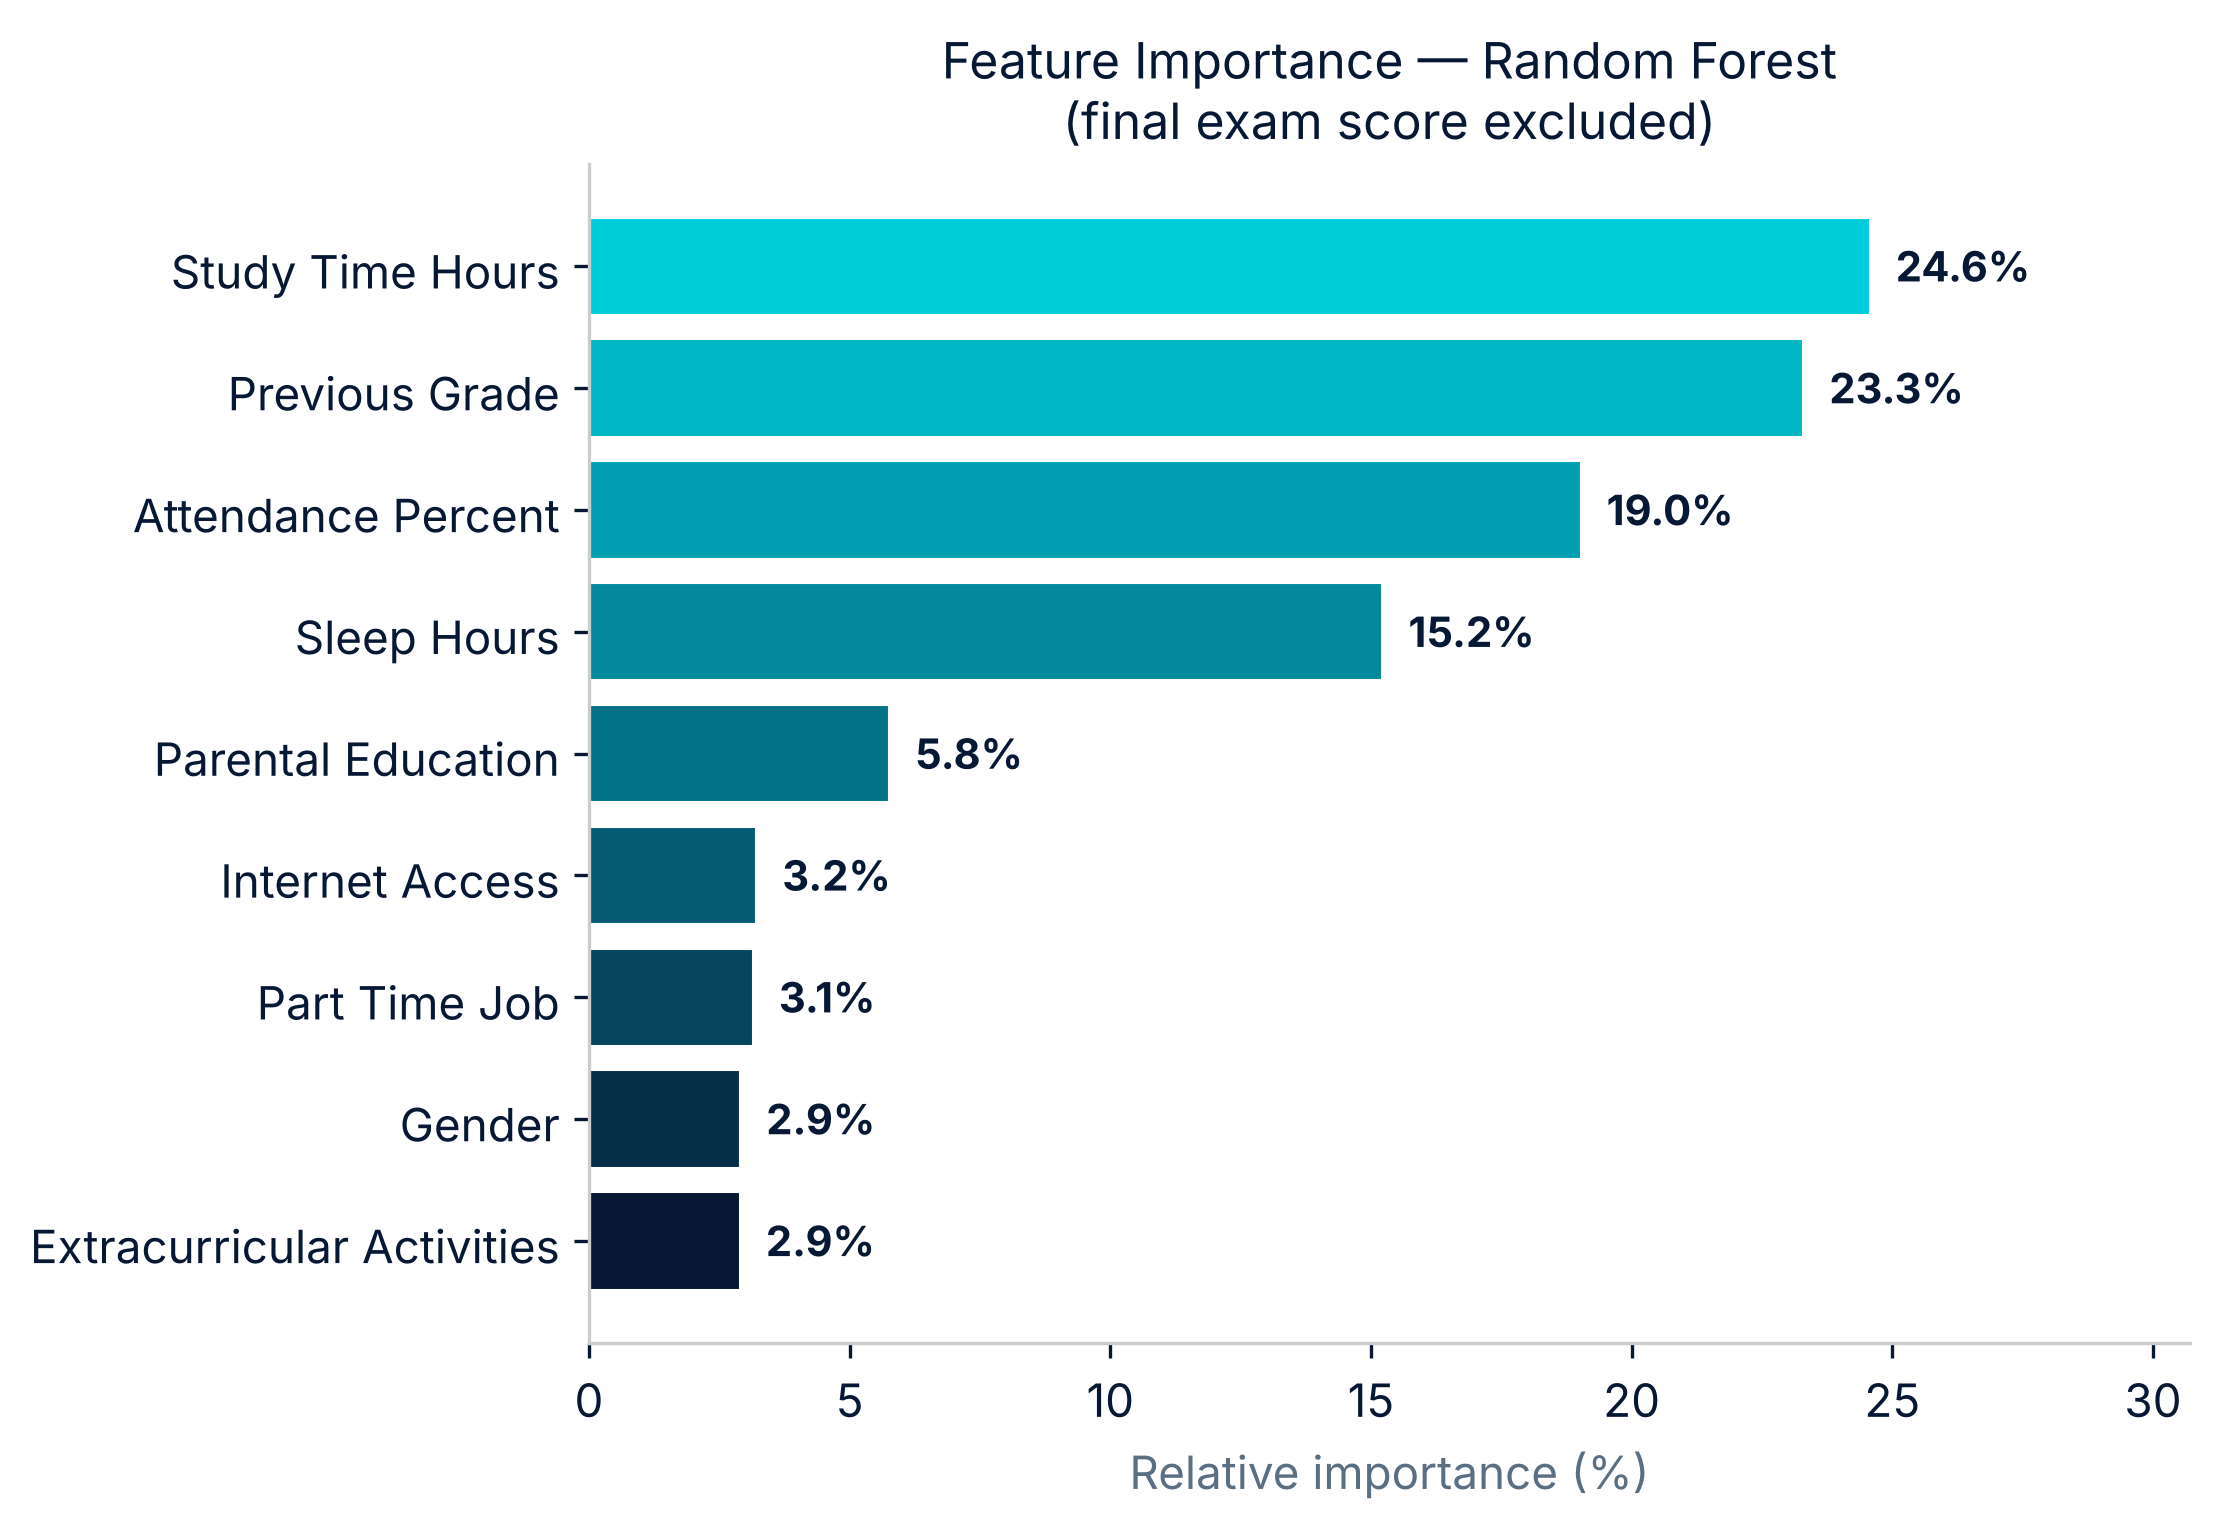 Feature Importance — Random Forest
(final exam score excluded)
Study Time Hours 24.6%
Previous Grade 23.3%
Attendance Percent 19.0%
Sleep Hours 15.2%
Parental Education 5.8%
Internet Access 3.2%
Part Time Job 3.1%
Gender 2.9%
Extracurricular Activities 2.9%
0 5 10 15 20 25 30
Relative importance (%)